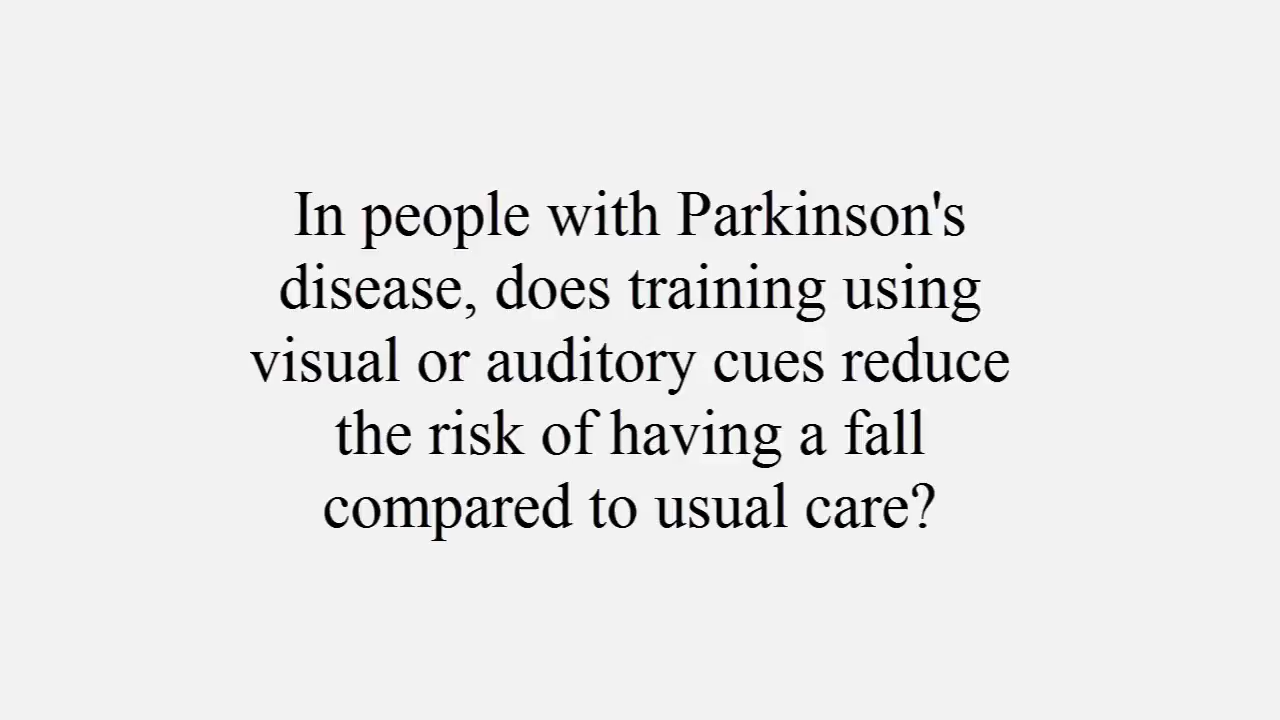 In people with Parkinson's
disease, does training using
visual or auditory cues reduce
the risk of having a fall
compared to usual care?